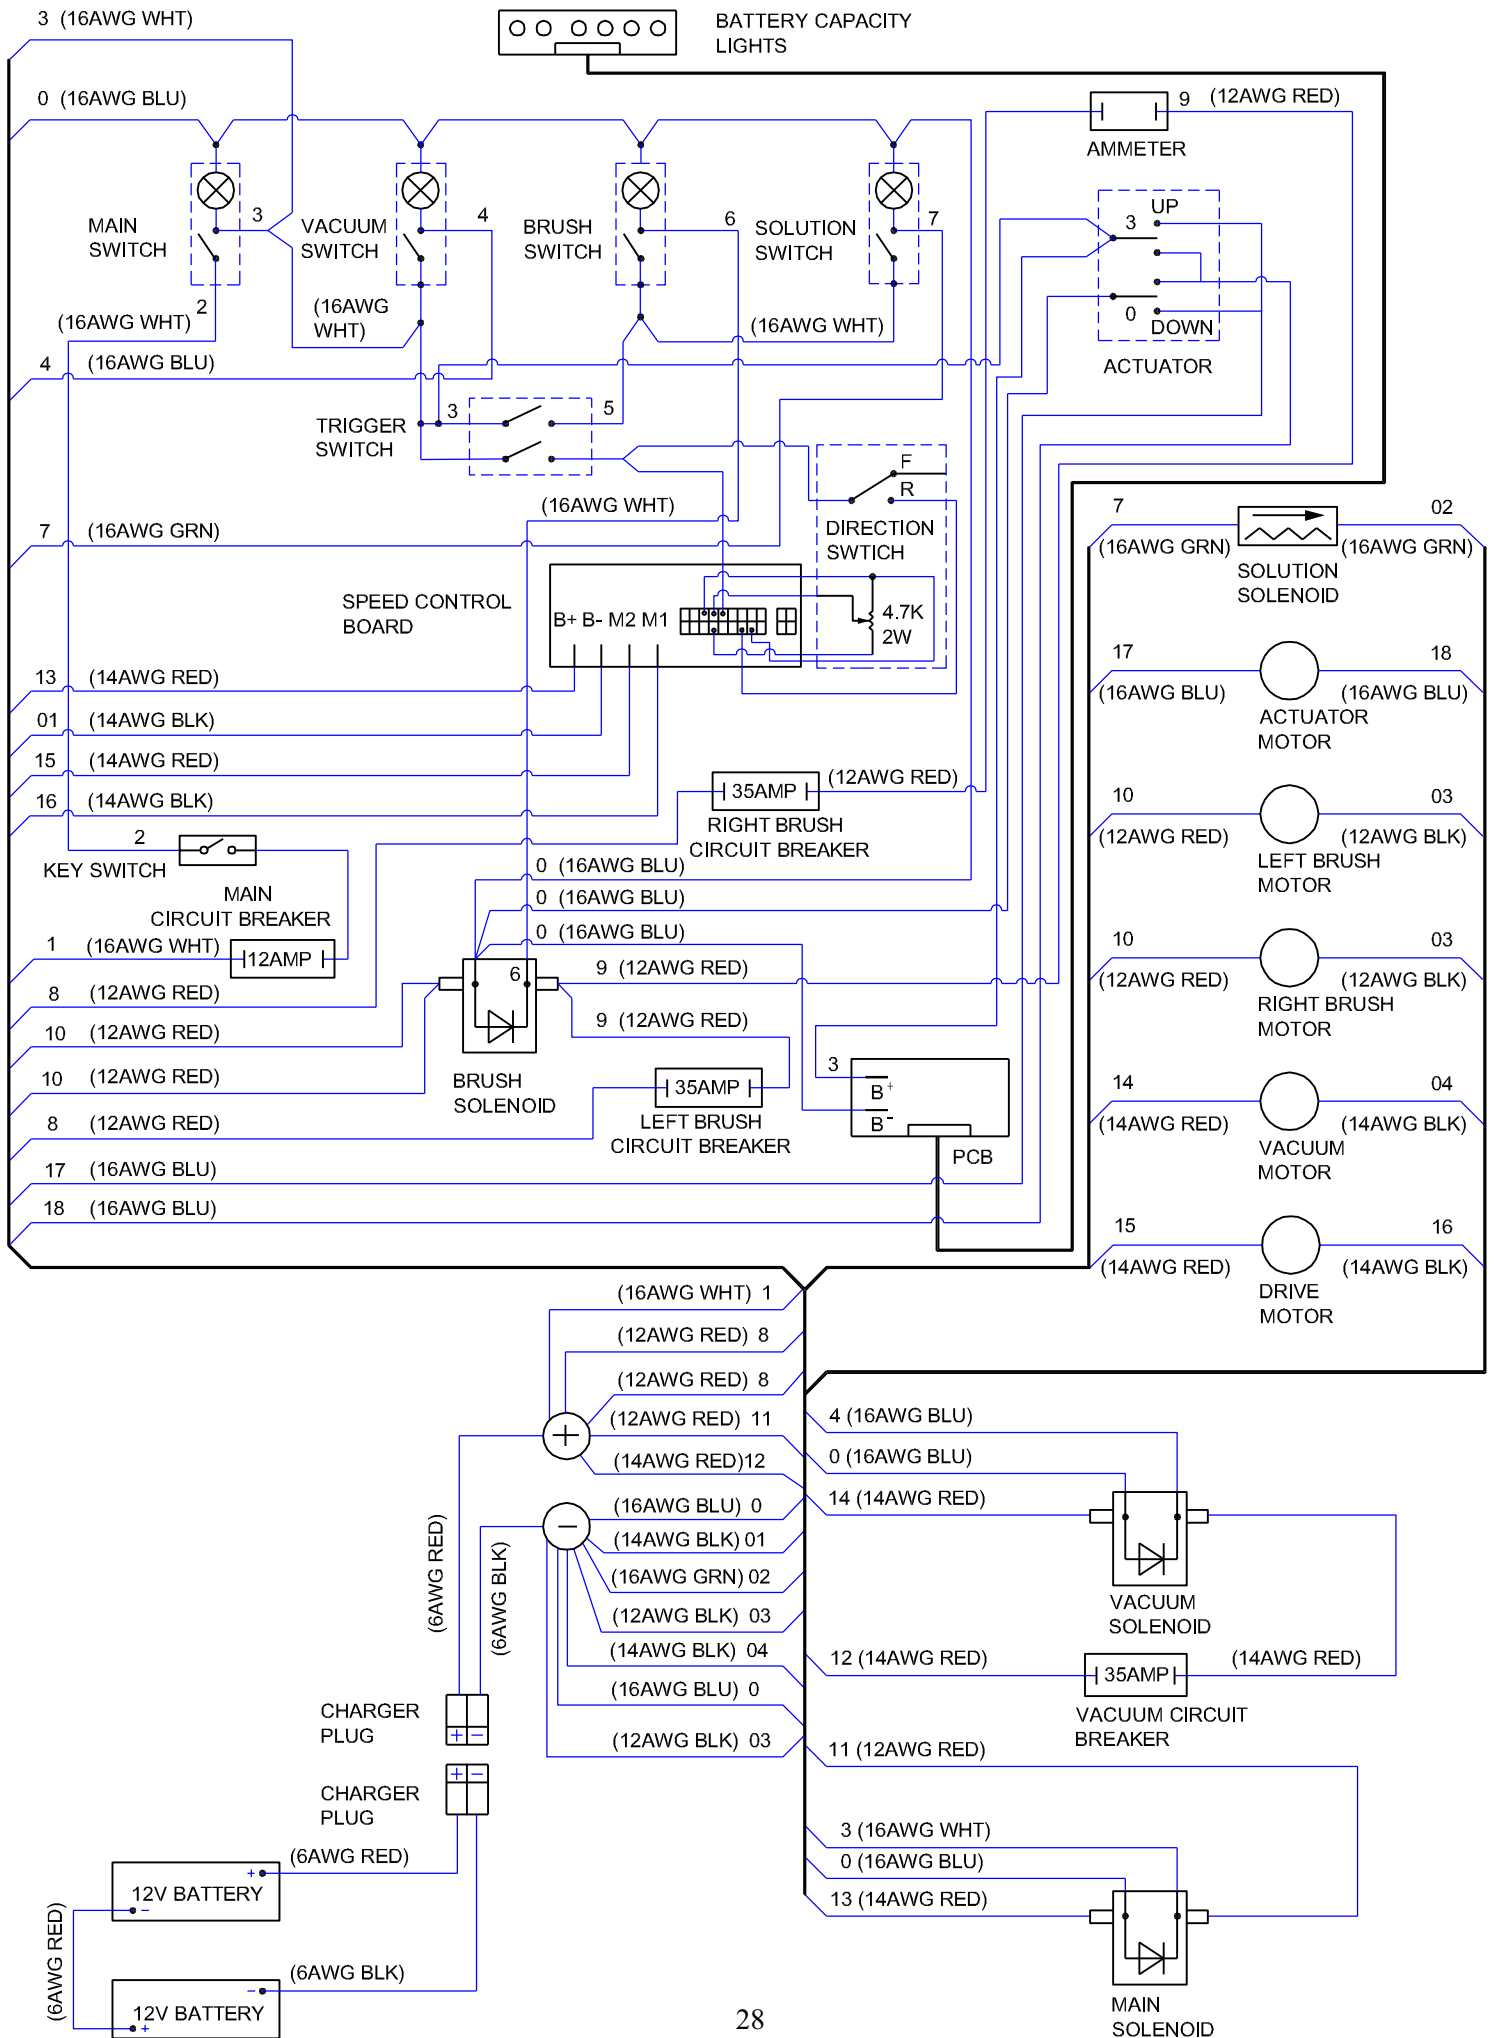 3 (16AWG WHT)
BATTERY CAPACITY
LIGHTS
0 (16AWG BLU)
9 (12AWG RED)
AMMETER
MAIN
SWITCH
3
VACUUM
SWITCH
4
BRUSH
SWITCH
6
SOLUTION
SWITCH
7
UP
3
0
DOWN
ACTUATOR
2
(16AWG WHT)
(16AWG
WHT)
(16AWG WHT)
4 (16AWG BLU)
TRIGGER
SWITCH
3
5
F
R
DIRECTION
SWTICH
(16AWG WHT)
7 (16AWG GRN)
SPEED CONTROL
BOARD
B+ B- M2 M1
4.7K
2W
7
(16AWG GRN)
02
(16AWG GRN)
SOLUTION
SOLENOID
13 (14AWG RED)
01 (14AWG BLK)
15 (14AWG RED)
16 (14AWG BLK)
17
(16AWG BLU)
18
(16AWG BLU)
ACTUATOR
MOTOR
35AMP
(12AWG RED)
RIGHT BRUSH
CIRCUIT BREAKER
10
(12AWG RED)
03
(12AWG BLK)
LEFT BRUSH
MOTOR
2
KEY SWITCH
MAIN
CIRCUIT BREAKER
0 (16AWG BLU)
0 (16AWG BLU)
0 (16AWG BLU)
1 (16AWG WHT)
12AMP
6
9 (12AWG RED)
9 (12AWG RED)
10
(12AWG RED)
03
(12AWG BLK)
RIGHT BRUSH
MOTOR
8 (12AWG RED)
10 (12AWG RED)
10 (12AWG RED)
8 (12AWG RED)
BRUSH
SOLENOID
35AMP
LEFT BRUSH
CIRCUIT BREAKER
3
B+
B-
PCB
14
(14AWG RED)
04
(14AWG BLK)
VACUUM
MOTOR
17 (16AWG BLU)
18 (16AWG BLU)
15
(14AWG RED)
16
(14AWG BLK)
DRIVE
MOTOR
(16AWG WHT) 1
(12AWG RED) 8
(12AWG RED) 8
(12AWG RED) 11
(14AWG RED)12
+
(16AWG BLU) 0
−
(14AWG BLK) 01
(16AWG GRN) 02
(12AWG BLK) 03
(14AWG BLK) 04
(16AWG BLU) 0
(12AWG BLK) 03
(6AWG RED)
(6AWG BLK)
4 (16AWG BLU)
0 (16AWG BLU)
14 (14AWG RED)
VACUUM
SOLENOID
12 (14AWG RED)
35AMP
(14AWG RED)
VACUUM CIRCUIT
BREAKER
11 (12AWG RED)
CHARGER
PLUG
+ −
CHARGER
PLUG
+ −
3 (16AWG WHT)
0 (16AWG BLU)
13 (14AWG RED)
MAIN
SOLENOID
(6AWG RED)
+
12V BATTERY
−
(6AWG RED)
(6AWG BLK)
−
12V BATTERY
+
28